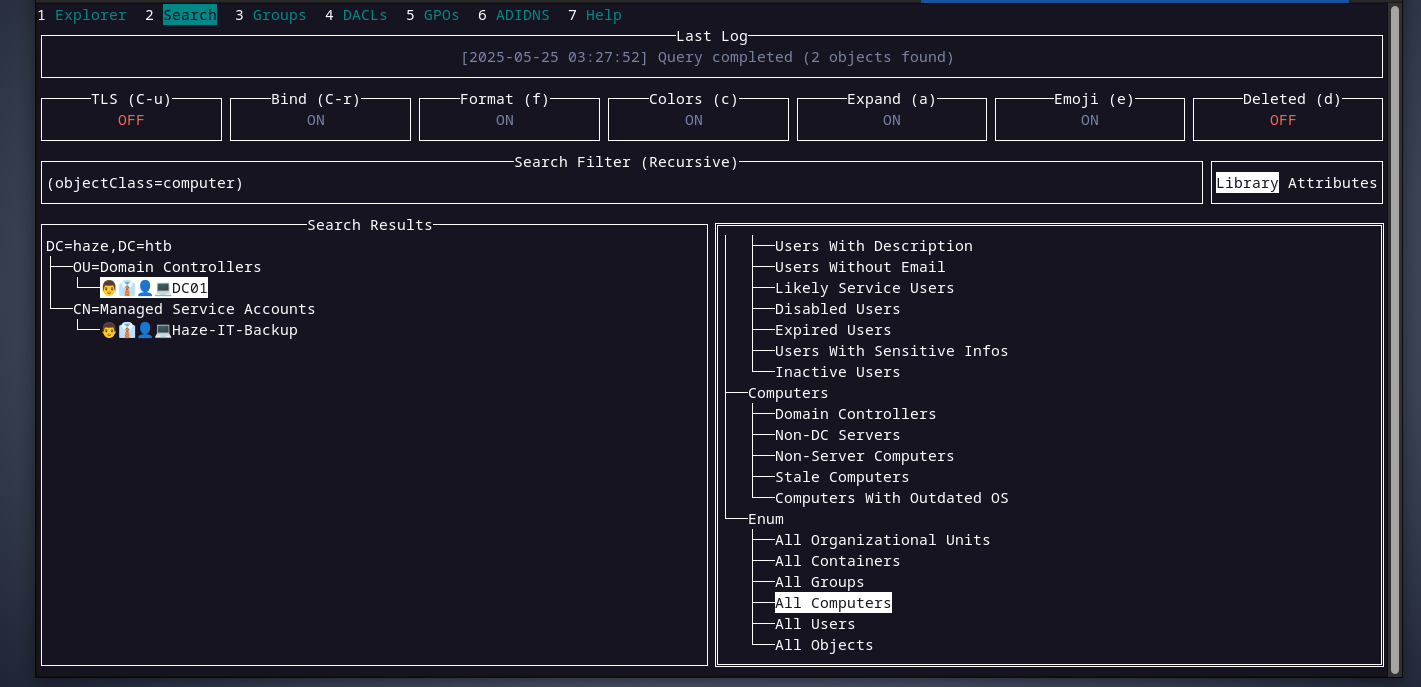 1 Explorer 2 Search 3 Groups 4 DACLs 5 GPOs 6 ADIDNS 7 Help
Last Log
[2025-05-25 03:27:52] Query completed (2 objects found)
TLS (C-u) Bind (C-r) Format (f) Colors (c) Expand (a) Emoji (e) Deleted (d)
OFF ON ON ON ON ON OFF
Search Filter (Recursive)
(objectClass=computer)
Library Attributes
Search Results
DC=haze,DC=htb
OU=Domain Controllers
DC01
CN=Managed Service Accounts
Haze-IT-Backup
Users With Description
Users Without Email
Likely Service Users
Disabled Users
Expired Users
Users With Sensitive Infos
Inactive Users
Computers
Domain Controllers
Non-DC Servers
Non-Server Computers
Stale Computers
Computers With Outdated OS
Enum
All Organizational Units
All Containers
All Groups
All Computers
All Users
All Objects